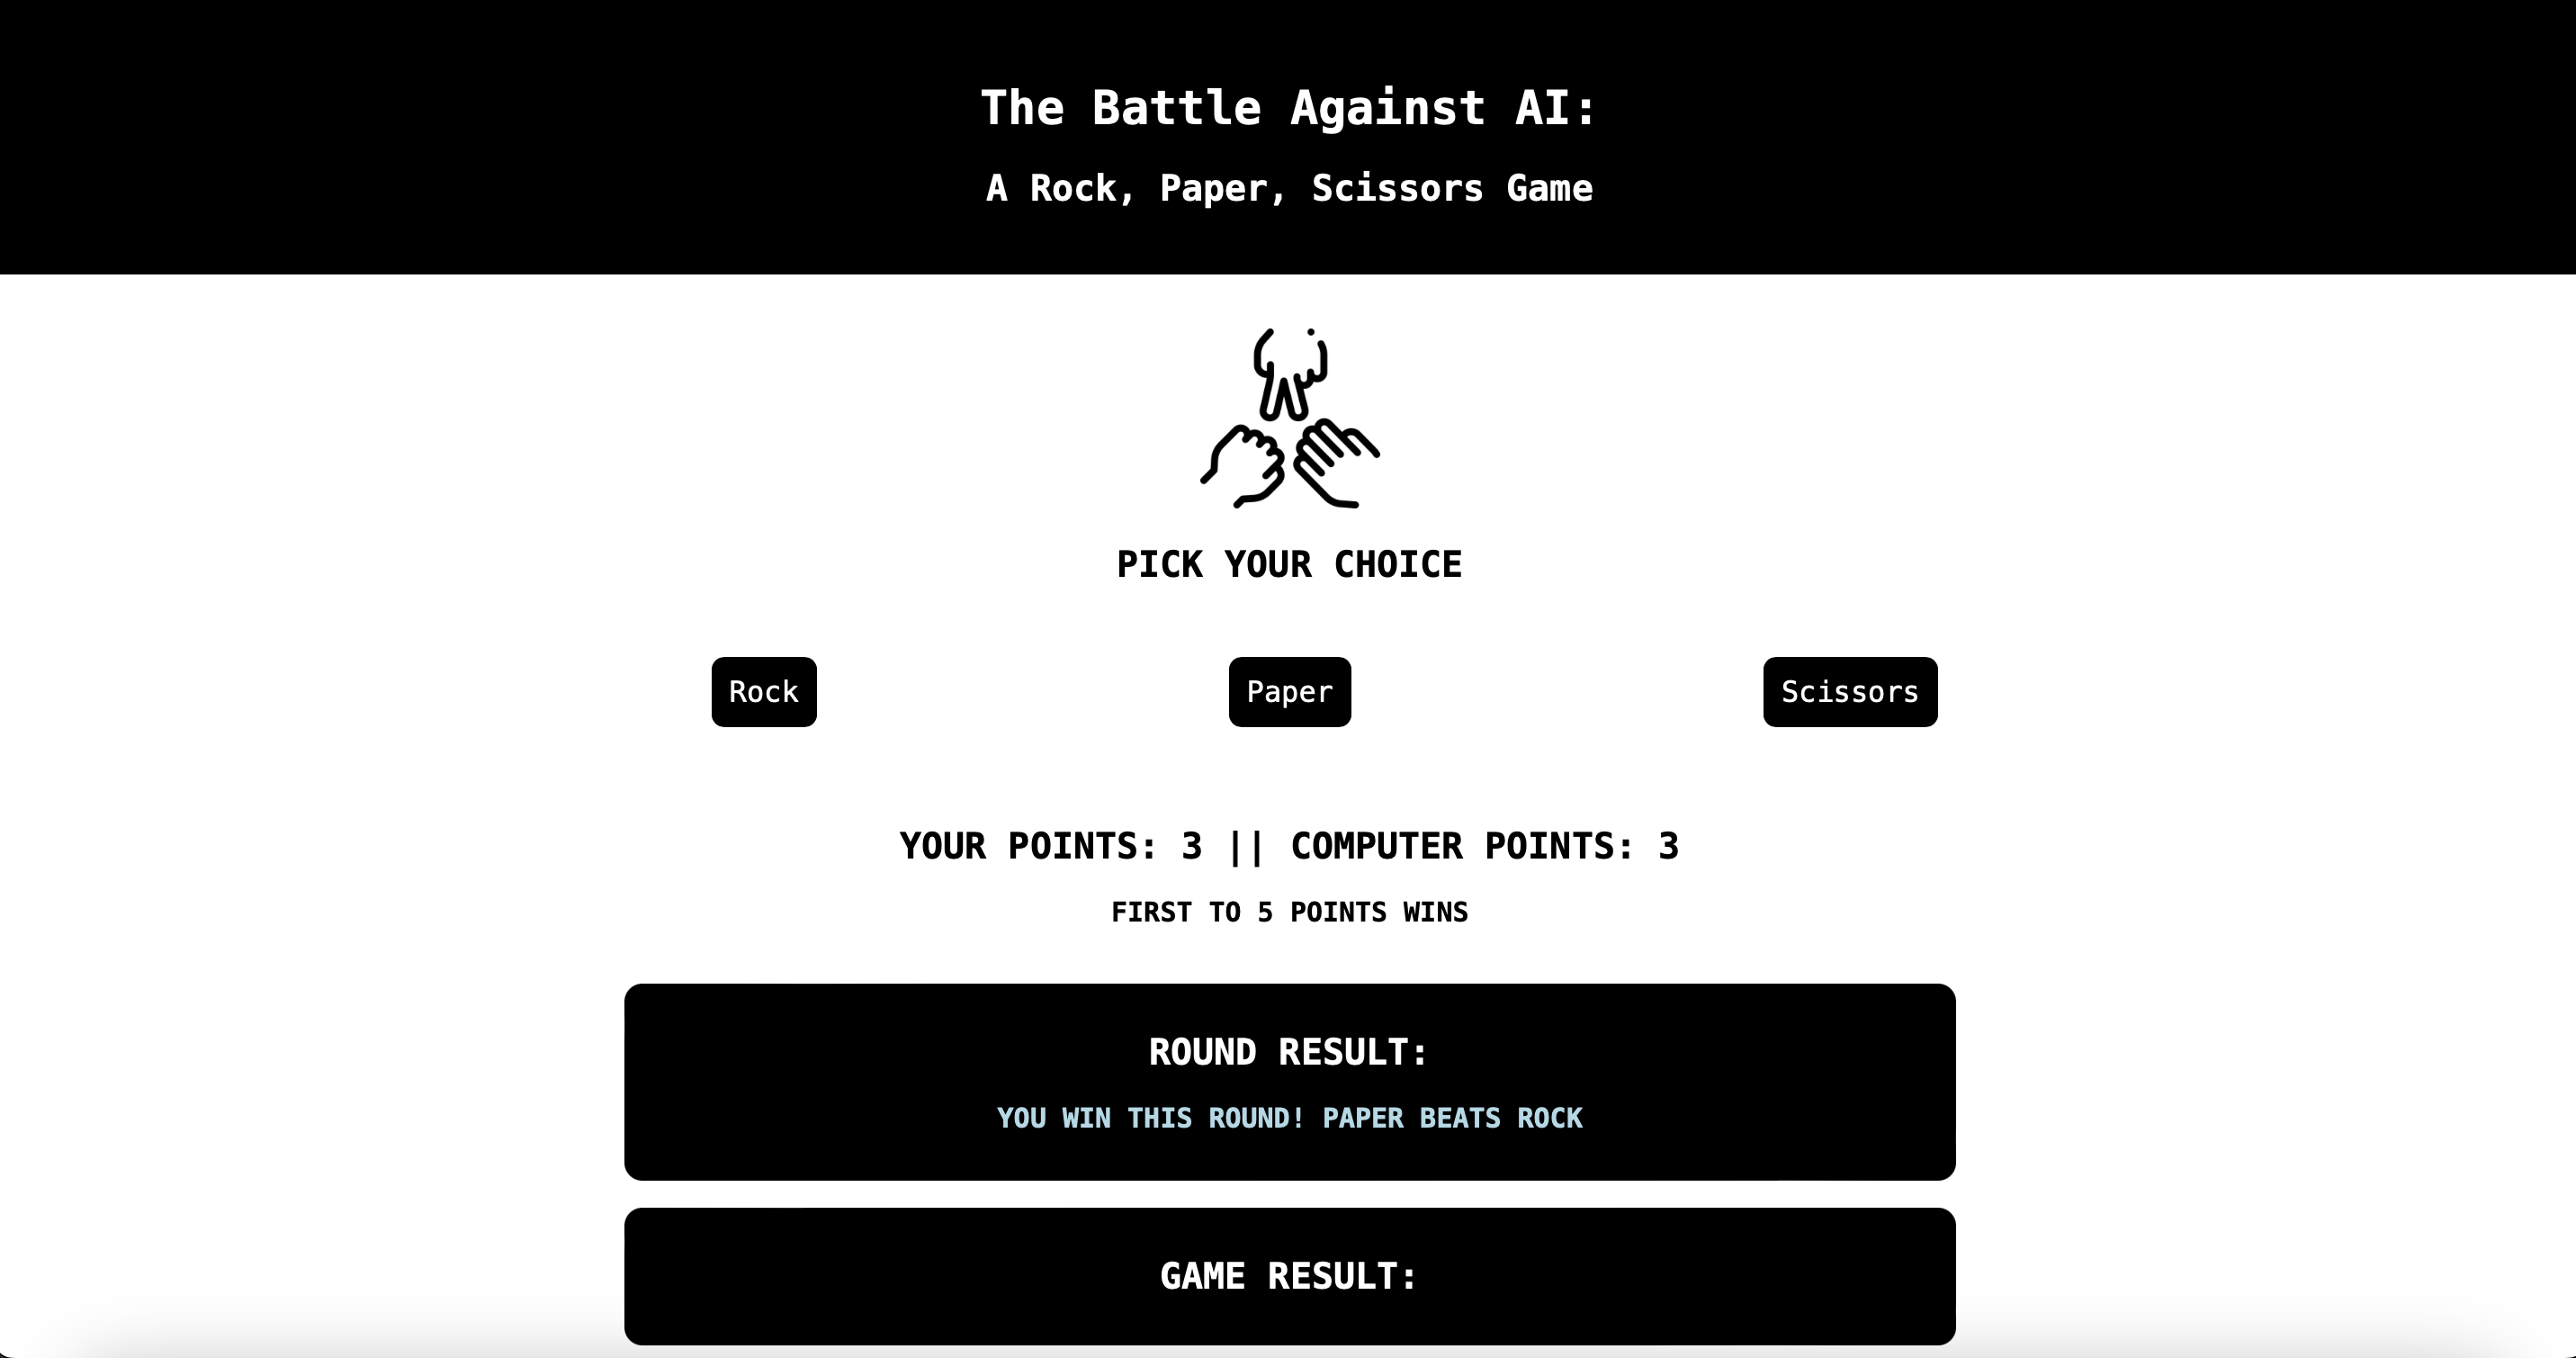 The Battle Against AI:
A Rock, Paper, Scissors Game
PICK YOUR CHOICE
Rock Paper Scissors
YOUR POINTS: 3 || COMPUTER POINTS: 3
FIRST TO 5 POINTS WINS
ROUND RESULT:
YOU WIN THIS ROUND! PAPER BEATS ROCK
GAME RESULT: